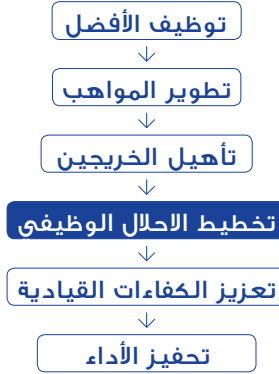 توظيف الأفضل
تطوير المواهب
تأهيل الخريجين
تخطيط الاحلال الوظيفي
تعزيز الكفاءات القيادية
تحفيز الأداء